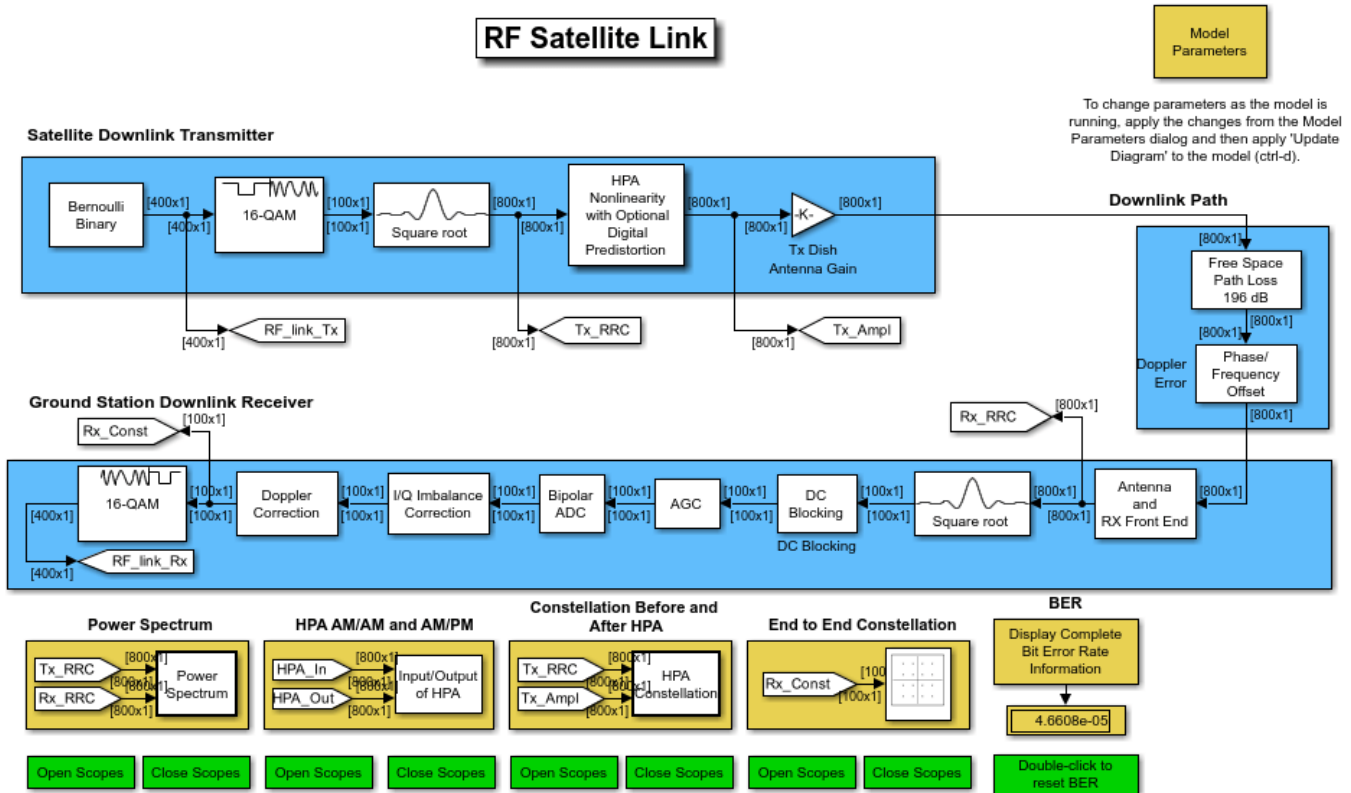 RF Satellite Link
Model
Parameters
To change parameters as the model is
running, apply the changes from the Model
Parameters dialog and then apply 'Update
Diagram' to the model (ctrl-d).
Satellite Downlink Transmitter
Bernoulli
Binary
[400x1]
[400x1]
16-QAM
[100x1]
[100x1]
Square root
[800x1]
[800x1]
HPA
Nonlinearity
with Optional
Digital
Predistortion
[800x1]
[800x1]
-K-
[800x1]
Tx Dish
Antenna Gain
RF_link_Tx
[400x1]
Tx_RRC
[800x1]
Tx_Ampl
[800x1]
Downlink Path
[800x1]
Free Space
Path Loss
196 dB
[800x1]
[800x1]
Doppler
Error
Phase/
Frequency
Offset
[800x1]
Ground Station Downlink Receiver
Rx_Const
[100x1]
Rx_RRC
[800x1]
16-QAM
[400x1]
RF_link_Rx
[400x1]
[100x1]
[100x1]
Doppler
Correction
[100x1]
[100x1]
I/Q Imbalance
Correction
[100x1]
[100x1]
Bipolar
ADC
[100x1]
[100x1]
AGC
[100x1]
[100x1]
DC
Blocking
DC Blocking
[100x1]
[100x1]
Square root
[800x1]
[800x1]
Antenna
and
RX Front End
[800x1]
Power Spectrum
Tx_RRC
[800x1]
[800x1]
Rx_RRC
[800x1]
[800x1]
Power
Spectrum
Open Scopes
Close Scopes
HPA AM/AM and AM/PM
HPA_In
[800x1]
[800x1]
HPA_Out
[800x1]
[800x1]
Input/Output
of HPA
Open Scopes
Close Scopes
Constellation Before and
After HPA
Tx_RRC
[800x1]
[800x1]
Tx_Ampl
[800x1]
[800x1]
HPA
Constellation
Open Scopes
Close Scopes
End to End Constellation
Rx_Const
[100
[100x1]
Open Scopes
Close Scopes
BER
Display Complete
Bit Error Rate
Information
4.6608e-05
Double-click to
reset BER